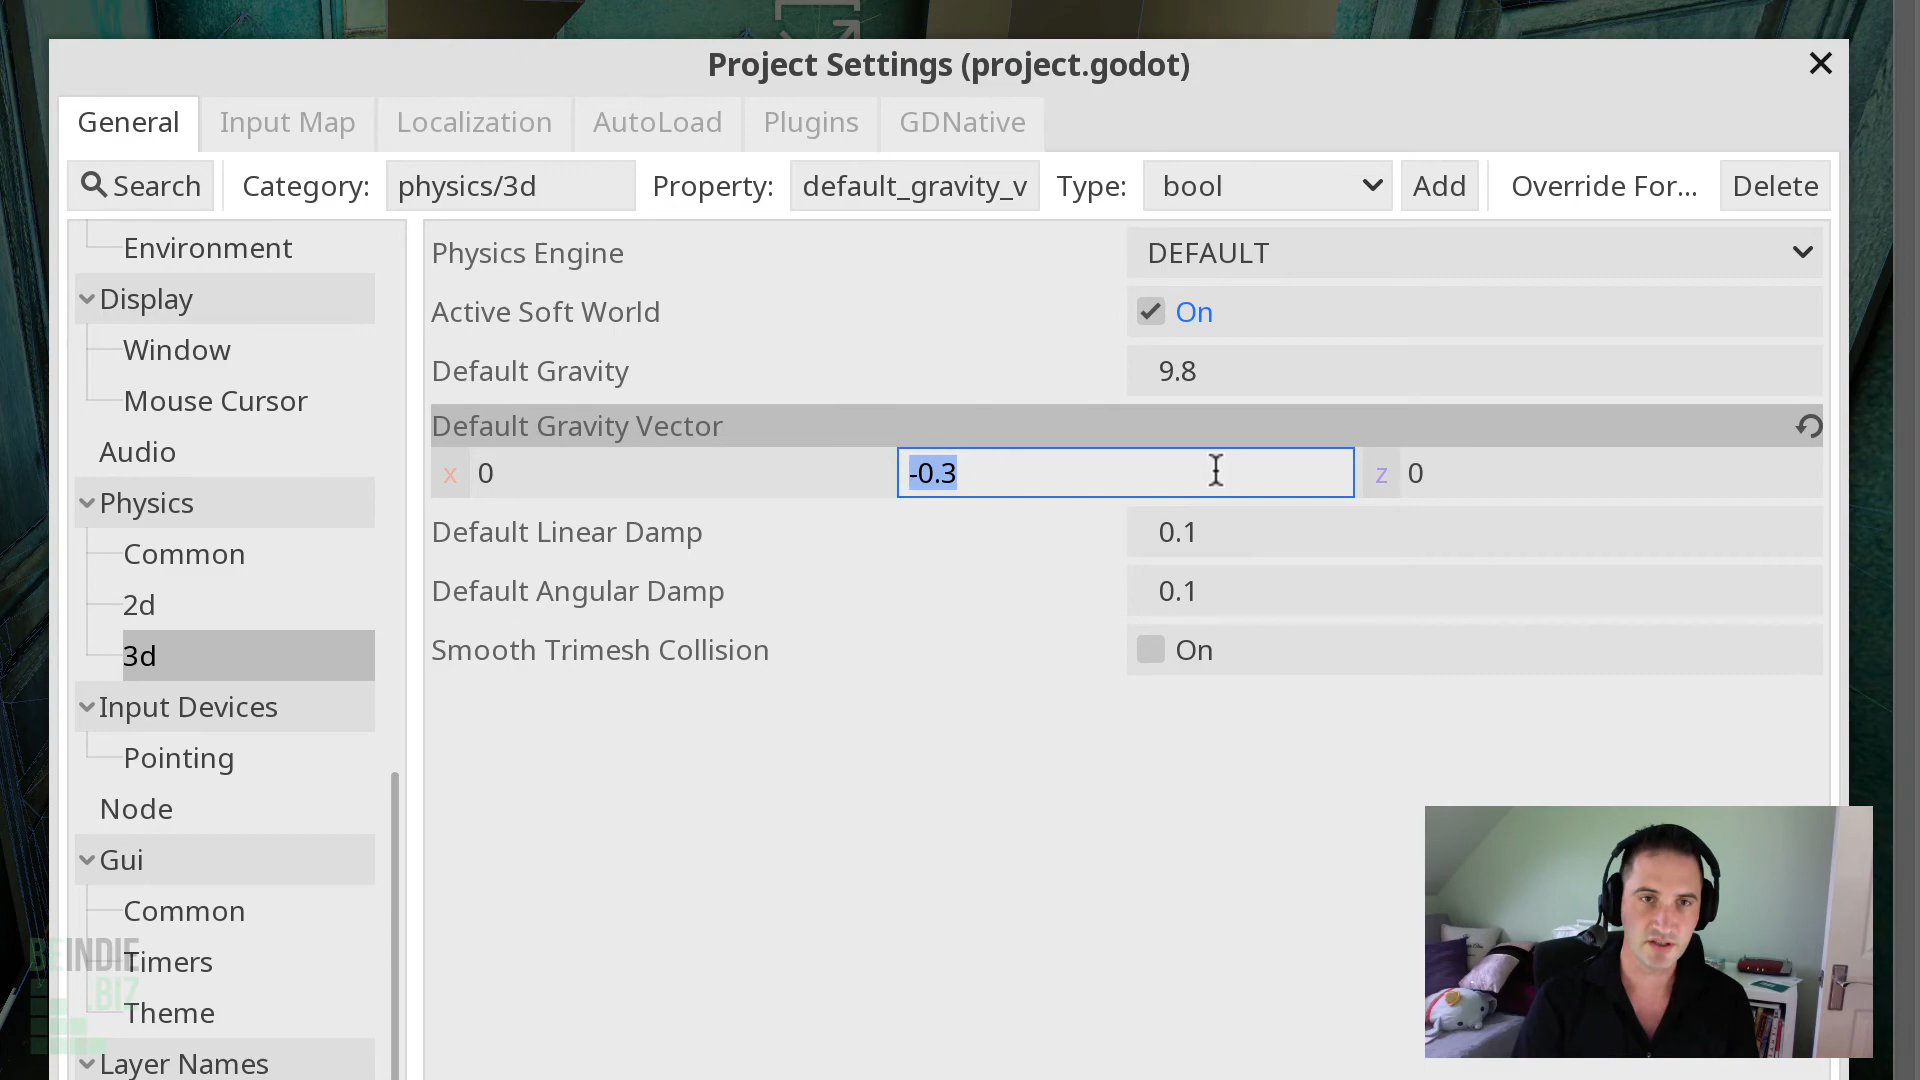 Project Settings (project.godot)
General Input Map Localization AutoLoad Plugins GDNative
Search Category: physics/3d Property: default_gravity_v Type: bool Add Override For... Delete
Environment
Display
Window
Mouse Cursor
Audio
Physics
Common
2d
3d
Input Devices
Pointing
Node
Gui
Common
Timers
Theme
Layer Names
Physics Engine DEFAULT
Active Soft World On
Default Gravity 9.8
Default Gravity Vector
x 0 -0.3 z 0
Default Linear Damp 0.1
Default Angular Damp 0.1
Smooth Trimesh Collision On
BEINDIE
.BIZ